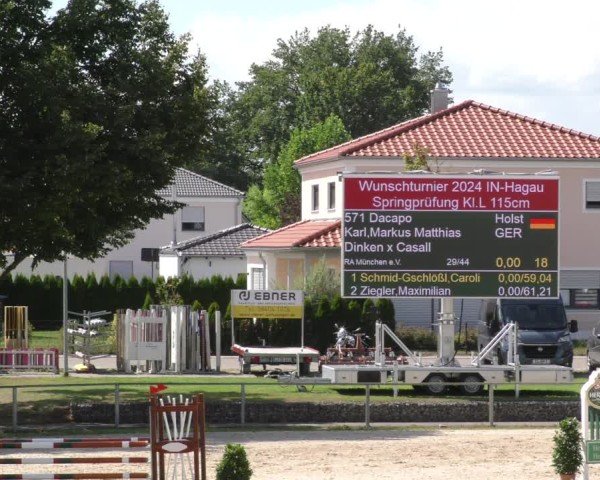 Wunschturnier 2024 IN-Hagau
Springprüfung Kl.L 115cm
571 Dacapo Holst
Karl,Markus Matthias GER
Dinken x Casall
RA München e.V. 29/44 0,00 18
1 Schmid-Gschlößl,Caroli 0,00/59,04
2 Ziegler,Maximilian 0,00/61,21
EBNER